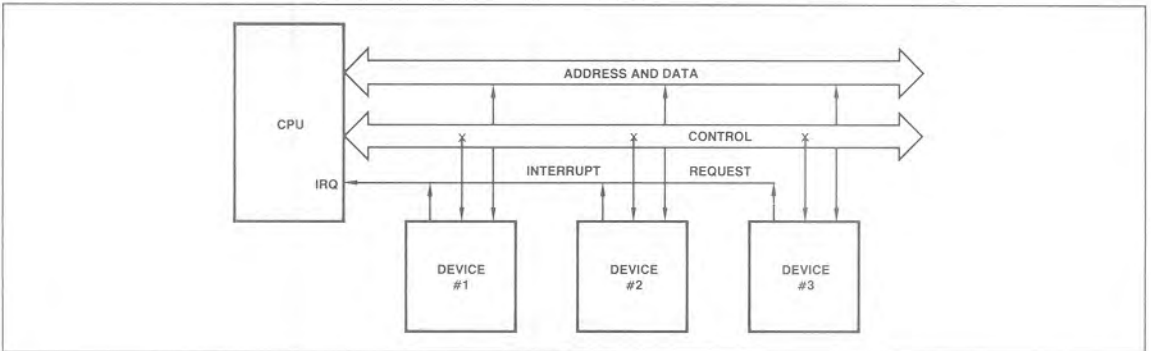 ADDRESS AND DATA
CPU
CONTROL
INTERRUPT REQUEST
IRQ
DEVICE
#1
DEVICE
#2
DEVICE
#3